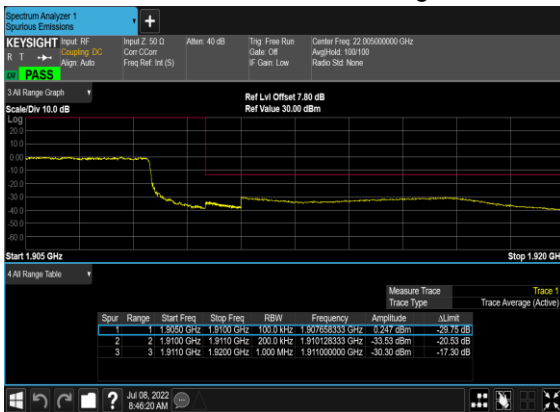 Spectrum Analyzer 1
Spurious Emissions
+
KEYSIGHT Input: RF Input Z: 50 Ω Atten: 40 dB Trig: Free Run Center Freq: 22.005000000 GHz
R T Coupling: DC Corr CCorr Gate: Off Avg|Hold: 100/100
Align: Auto Freq Ref: Int (S) IF Gain: Low Radio Std: None
PASS
3 All Range Graph
Ref Lvl Offset 7.80 dB
Scale/Div 10.0 dB Ref Value 30.00 dBm
Log
20.0
10.0
0.00
-10.0
-20.0
-30.0
-40.0
-50.0
-60.0
Start 1.905 GHz Stop 1.920 GH
4 All Range Table
Measure Trace Trace 1
Trace Type Trace Average (Active)
Spur Range Start Freq Stop Freq RBW Frequency Amplitude ΔLimit
1 1 1.9050 GHz 1.9100 GHz 100.0 kHz 1.907658333 GHz 0.247 dBm -29.75 dB
2 2 1.9100 GHz 1.9110 GHz 200.0 kHz 1.910128333 GHz -33.53 dBm -20.53 dB
3 3 1.9110 GHz 1.9200 GHz 1.000 MHz 1.911000000 GHz -30.30 dBm -17.30 dB
? Jul 08, 2022
8:46:20 AM